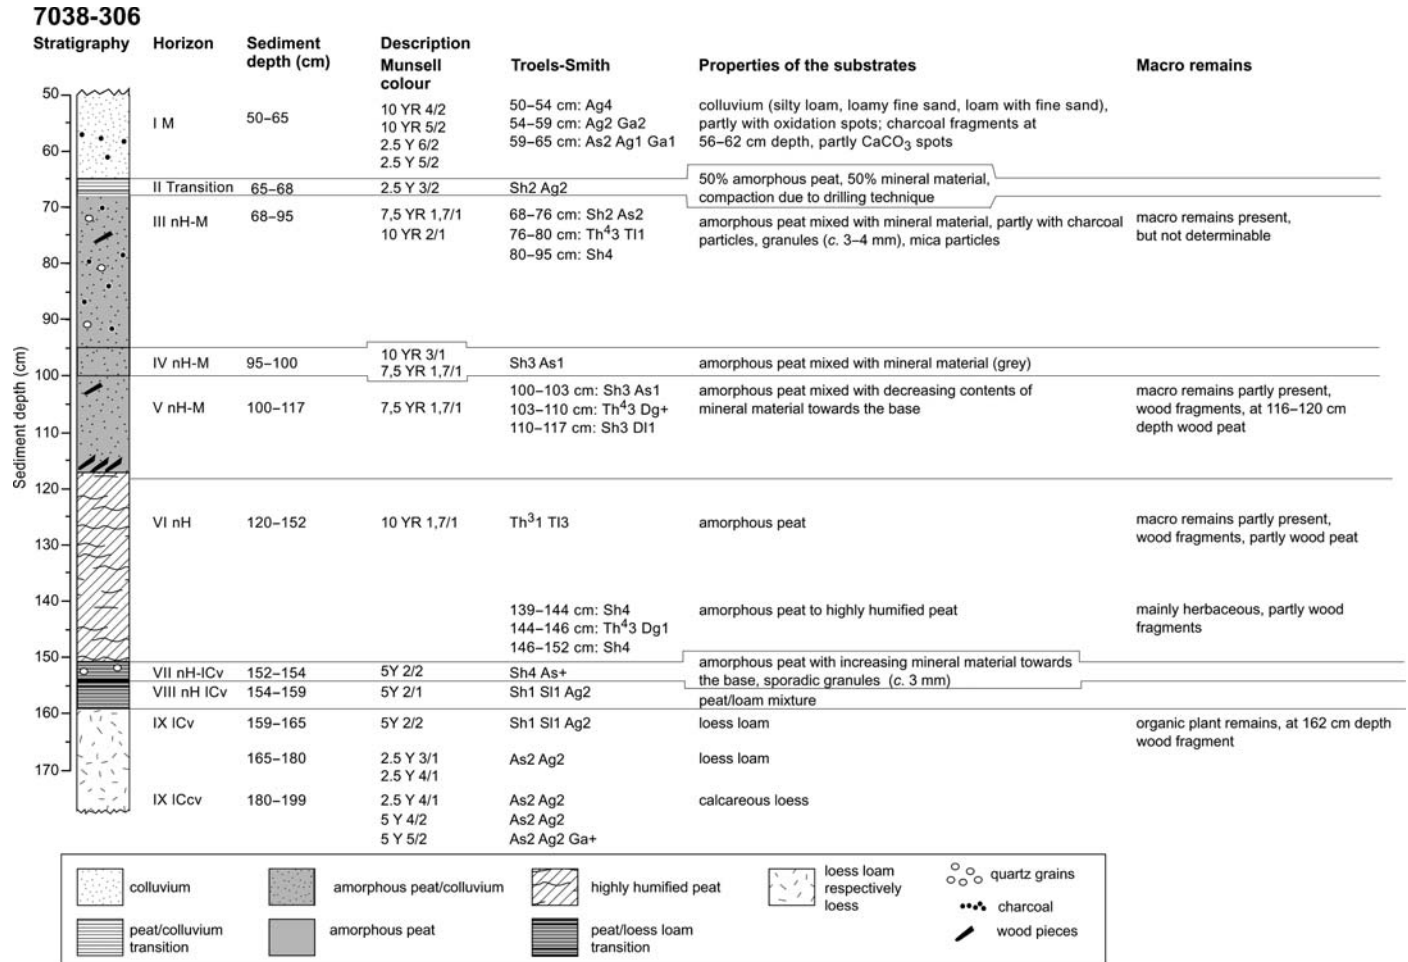 7038-306
Stratigraphy Horizon Sediment depth (cm) Description Munsell colour Troels-Smith Properties of the substrates Macro remains
Sediment depth (cm)
50
60
70
80
90
100
110
120
130
140
150
160
170
I M 50–65
10 YR 4/2
10 YR 5/2
2.5 Y 6/2
2.5 Y 5/2
50–54 cm: Ag4
54–59 cm: Ag2 Ga2
59–65 cm: As2 Ag1 Ga1
colluvium (silty loam, loamy fine sand, loam with fine sand),
partly with oxidation spots; charcoal fragments at
56–62 cm depth, partly CaCO₃ spots
II Transition 65–68 2.5 Y 3/2 Sh2 Ag2
50% amorphous peat, 50% mineral material,
compaction due to drilling technique
III nH-M 68–95
7,5 YR 1,7/1
10 YR 2/1
68–76 cm: Sh2 As2
76–80 cm: Th⁴3 Tl1
80–95 cm: Sh4
amorphous peat mixed with mineral material, partly with charcoal
particles, granules (c. 3–4 mm), mica particles
macro remains present,
but not determinable
IV nH-M 95–100
10 YR 3/1
7,5 YR 1,7/1
Sh3 As1
amorphous peat mixed with mineral material (grey)
V nH-M 100–117 7,5 YR 1,7/1
100–103 cm: Sh3 As1
103–110 cm: Th⁴3 Dg+
110–117 cm: Sh3 Dl1
amorphous peat mixed with decreasing contents of
mineral material towards the base
macro remains partly present,
wood fragments, at 116–120 cm
depth wood peat
VI nH 120–152 10 YR 1,7/1 Th³1 Tl3 amorphous peat
macro remains partly present,
wood fragments, partly wood peat
139–144 cm: Sh4
144–146 cm: Th⁴3 Dg1
146–152 cm: Sh4
amorphous peat to highly humified peat
mainly herbaceous, partly wood
fragments
VII nH-lCv 152–154 5Y 2/2 Sh4 As+
amorphous peat with increasing mineral material towards
the base, sporadic granules (c. 3 mm)
VIII nH lCv 154–159 5Y 2/1 Sh1 Sl1 Ag2 peat/loam mixture
IX lCv 159–165 5Y 2/2 Sh1 Sl1 Ag2 loess loam
organic plant remains, at 162 cm depth
wood fragment
165–180
2.5 Y 3/1
2.5 Y 4/1
As2 Ag2 loess loam
IX lCcv 180–199
2.5 Y 4/1
5 Y 4/2
5 Y 5/2
As2 Ag2
As2 Ag2
As2 Ag2 Ga+
calcareous loess
colluvium
amorphous peat/colluvium
highly humified peat
loess loam
respectively
loess
quartz grains
charcoal
wood pieces
peat/colluvium
transition
amorphous peat
peat/loess loam
transition